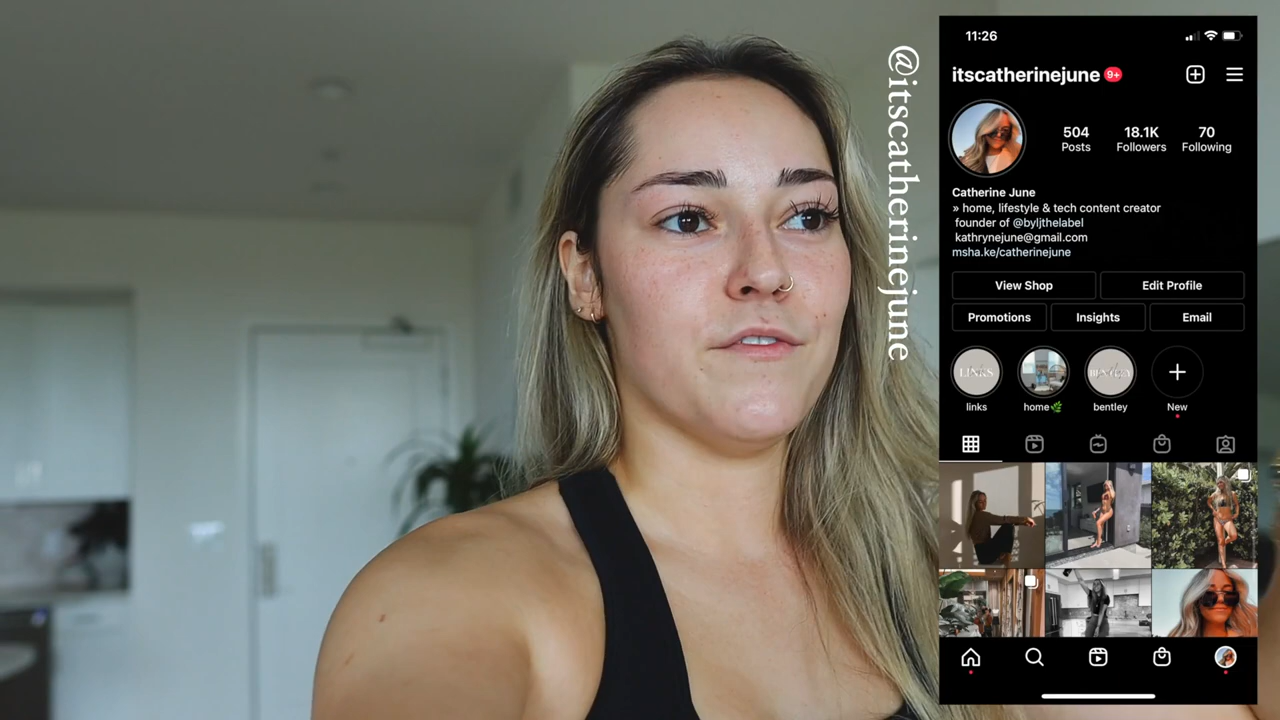 @itscatherinejune
11:26
itscatherinejune 9+
504 18.1K 70
Posts Followers Following
Catherine June
» home, lifestyle & tech content creator
founder of @byljthelabel
kathrynejune@gmail.com
msha.ke/catherinejune
View Shop Edit Profile
Promotions Insights Email
LINKS
links home bentley New